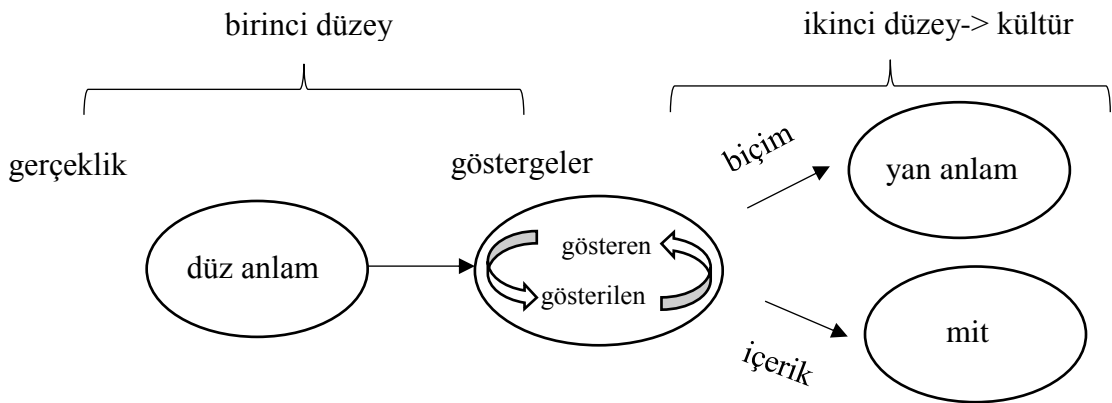 birinci düzey
ikinci düzey-> kültür
gerçeklik
göstergeler
biçim
yan anlam
düz anlam
gösteren
gösterilen
içerik
mit